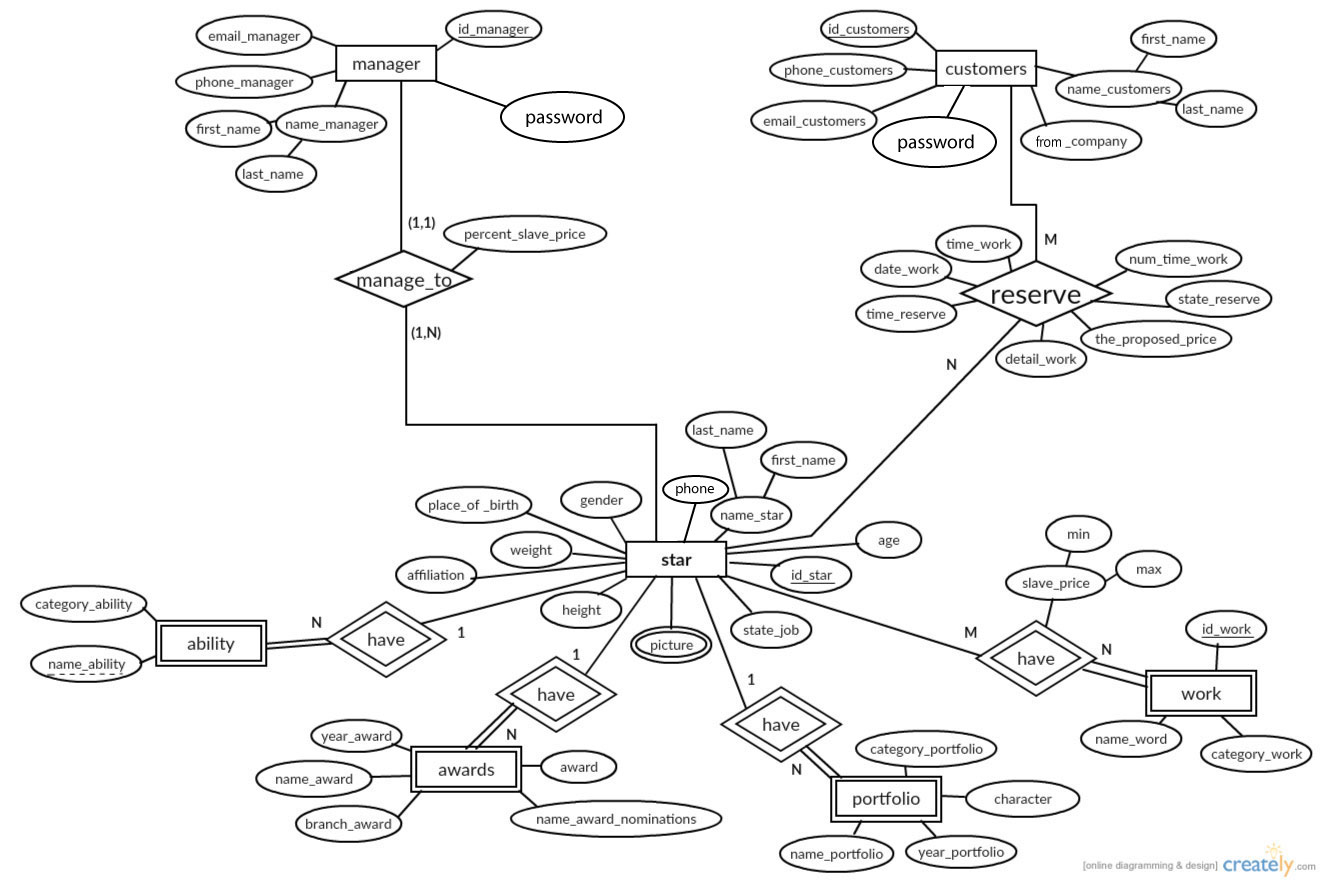 email_manager
id_manager
manager
phone_manager
password
first_name
name_manager
last_name
id_customers
first_name
customers
phone_customers
name_customers
last_name
email_customers
password
from _company
(1,1)
percent_slave_price
manage_to
(1,N)
M
time_work
num_time_work
date_work
reserve
state_reserve
time_reserve
the_proposed_price
detail_work
N
last_name
first_name
phone
name_star
gender
place_of _birth
weight
age
affiliation
star
id_star
height
picture
state_job
min
max
slave_price
category_ability
N
1
ability
have
name_ability
M
N
have
id_work
work
name_word
category_work
1
have
N
year_award
awards
award
name_award
branch_award
name_award_nominations
1
have
N
category_portfolio
portfolio
character
name_portfolio
year_portfolio
[online diagramming & design] creately.com